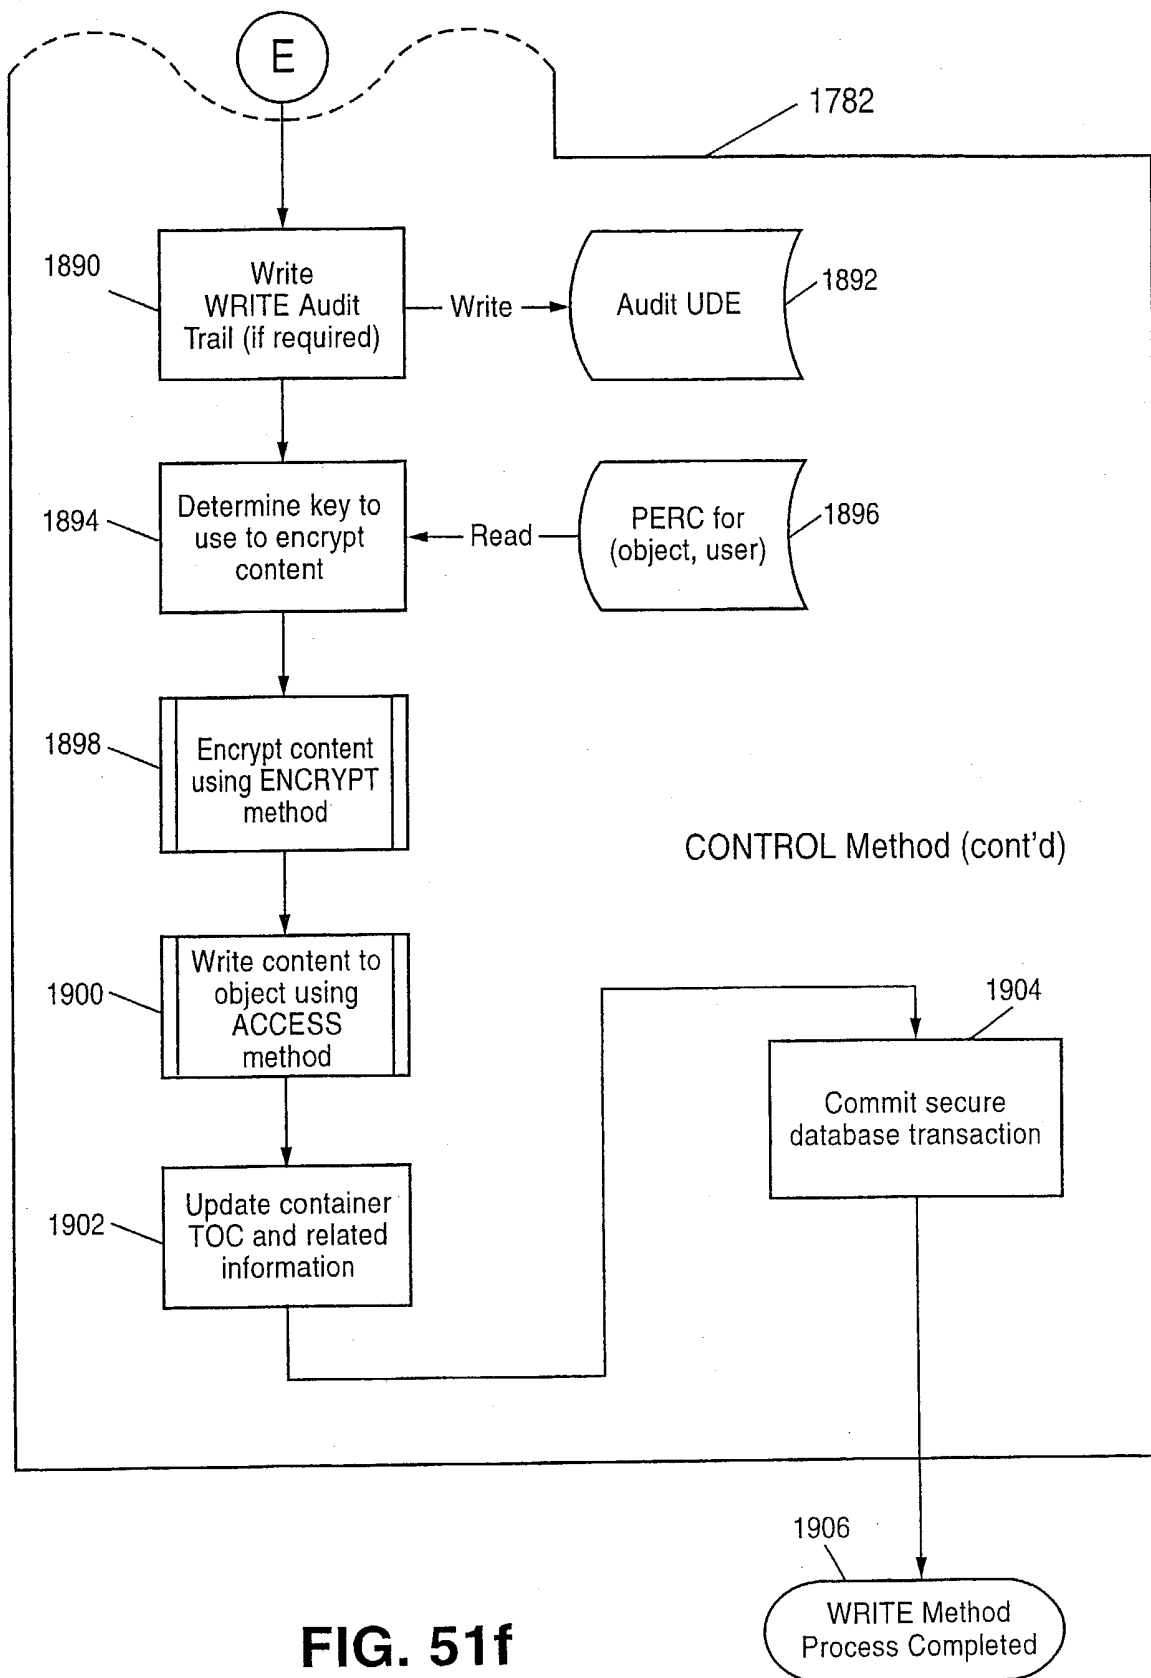 E
1782
1890
Write
WRITE Audit
Trail (if required)
Write
Audit UDE
1892
1894
Determine key to
use to encrypt
content
Read
PERC for
(object, user)
1896
1898
Encrypt content
using ENCRYPT
method
CONTROL Method (cont'd)
1900
Write content to
object using
ACCESS
method
1904
Commit secure
database transaction
1902
Update container
TOC and related
information
1906
WRITE Method
Process Completed
FIG. 51f